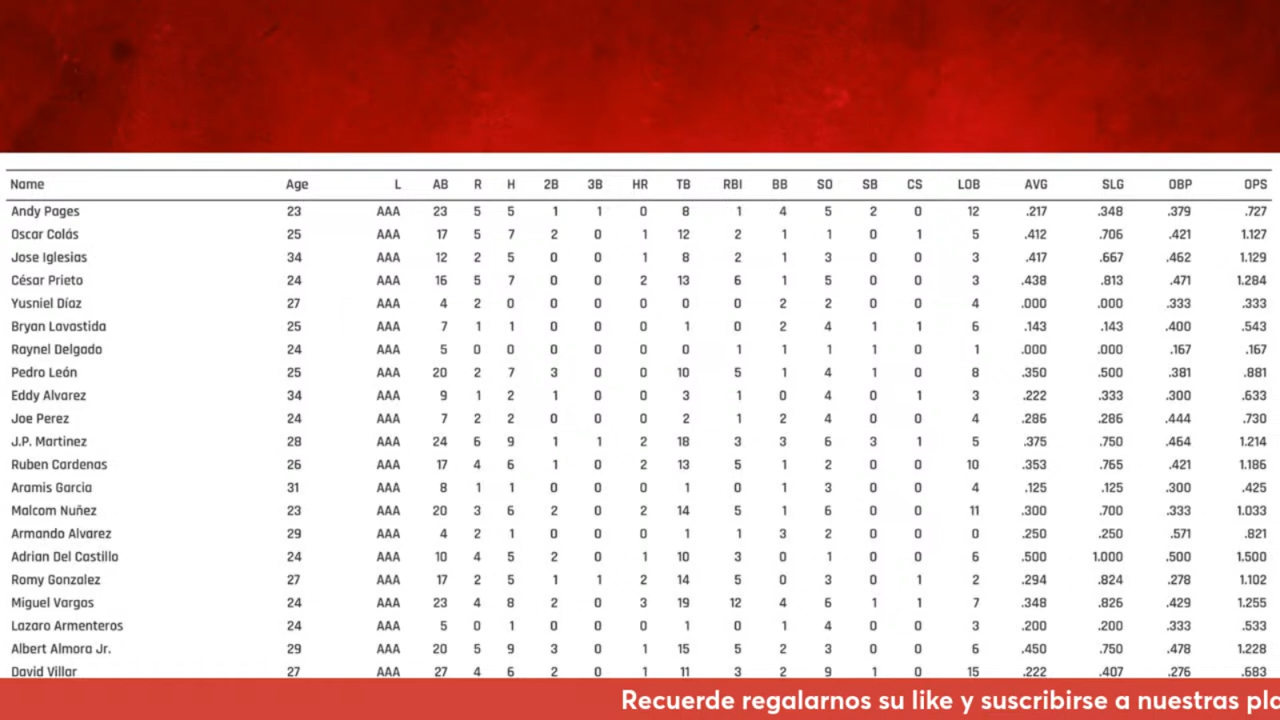 Name Age L AB R H 2B 3B HR TB RBI BB SO SB CS LOB AVG SLG OBP OPS
Andy Pages 23 AAA 23 5 5 1 1 0 8 1 4 5 2 0 12 .217 .348 .379 .727
Oscar Colás 25 AAA 17 5 7 2 0 1 12 2 1 1 0 1 5 .412 .706 .421 1.127
Jose Iglesias 34 AAA 12 2 5 0 0 1 8 2 1 3 0 0 3 .417 .667 .462 1.129
César Prieto 24 AAA 16 5 7 0 0 2 13 6 1 5 0 0 3 .438 .813 .471 1.284
Yusniel Díaz 27 AAA 4 2 0 0 0 0 0 0 2 2 0 0 4 .000 .000 .333 .333
Bryan Lavastida 25 AAA 7 1 1 0 0 0 1 0 2 4 1 1 6 .143 .143 .400 .543
Raynel Delgado 24 AAA 5 0 0 0 0 0 0 1 1 1 1 0 1 .000 .000 .167 .167
Pedro León 25 AAA 20 2 7 3 0 0 10 5 1 4 1 0 8 .350 .500 .381 .881
Eddy Alvarez 34 AAA 9 1 2 1 0 0 3 1 0 4 0 1 3 .222 .333 .300 .633
Joe Perez 24 AAA 7 2 2 0 0 0 2 1 2 4 0 0 4 .286 .286 .444 .730
J.P. Martinez 28 AAA 24 6 9 1 1 2 18 3 3 6 3 1 5 .375 .750 .464 1.214
Ruben Cardenas 26 AAA 17 4 6 1 0 2 13 5 1 2 0 0 10 .353 .765 .421 1.186
Aramis Garcia 31 AAA 8 1 1 0 0 0 1 0 1 3 0 0 4 .125 .125 .300 .425
Malcom Nuñez 23 AAA 20 3 6 2 0 2 14 5 1 6 0 0 11 .300 .700 .333 1.033
Armando Alvarez 29 AAA 4 2 1 0 0 0 1 1 3 2 0 0 0 .250 .250 .571 .821
Adrian Del Castillo 24 AAA 10 4 5 2 0 1 10 3 0 1 0 0 6 .500 1.000 .500 1.500
Romy Gonzalez 27 AAA 17 2 5 1 1 2 14 5 0 3 0 1 2 .294 .824 .278 1.102
Miguel Vargas 24 AAA 23 4 8 2 0 3 19 12 4 6 1 1 7 .348 .826 .429 1.255
Lazaro Armenteros 24 AAA 5 0 1 0 0 0 1 0 1 4 0 0 3 .200 .200 .333 .533
Albert Almora Jr. 29 AAA 20 5 9 3 0 1 15 5 2 3 0 0 6 .450 .750 .478 1.228
David Villar 27 AAA 27 4 6 2 0 1 11 3 2 9 1 0 15 .222 .407 .276 .683
Recuerde regalarnos su like y suscribirse a nuestras pla